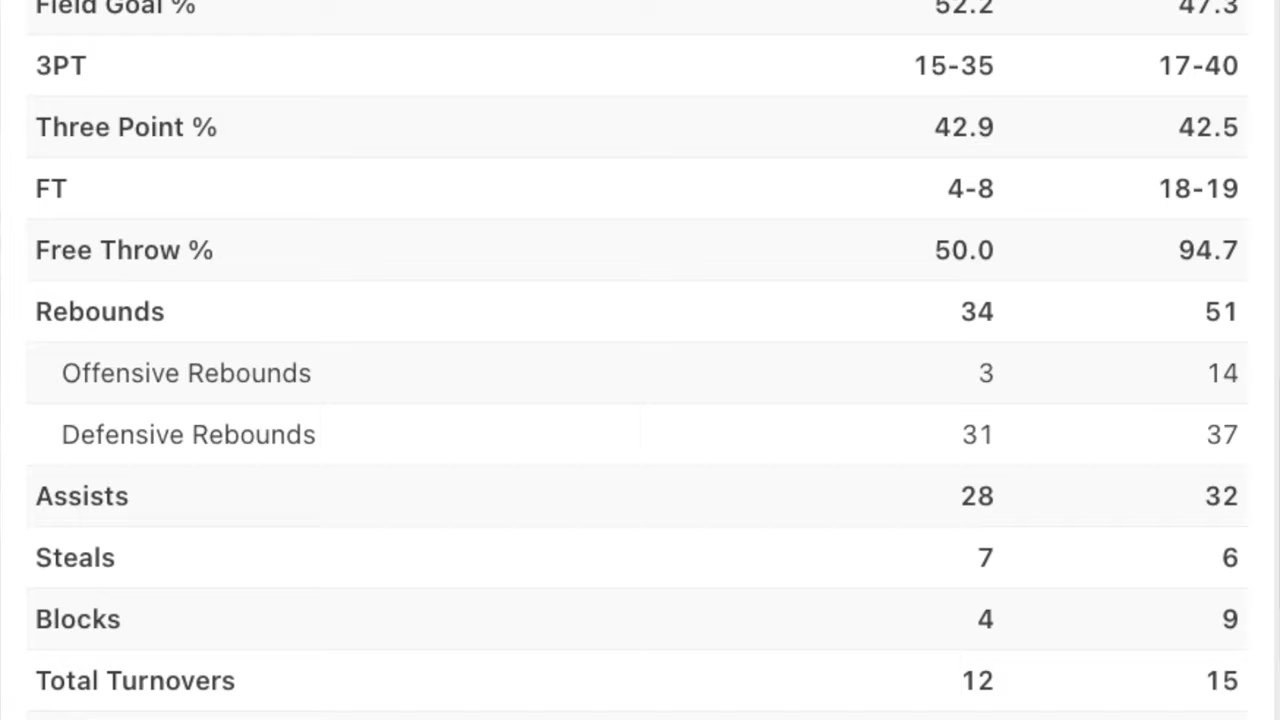 Field Goal % 52.2 47.3
3PT 15-35 17-40
Three Point % 42.9 42.5
FT 4-8 18-19
Free Throw % 50.0 94.7
Rebounds 34 51
Offensive Rebounds 3 14
Defensive Rebounds 31 37
Assists 28 32
Steals 7 6
Blocks 4 9
Total Turnovers 12 15